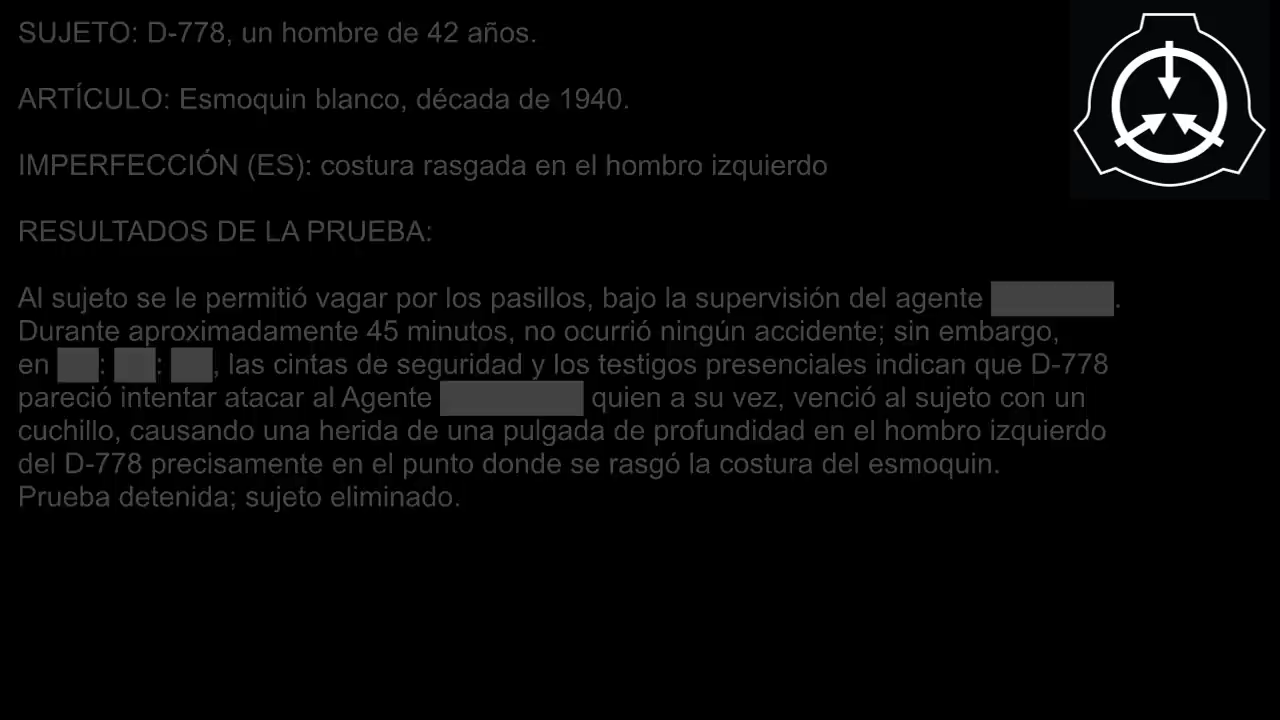 SUJETO: D-778, un hombre de 42 años.
ARTÍCULO: Esmoquin blanco, década de 1940.
IMPERFECCIÓN (ES): costura rasgada en el hombro izquierdo
RESULTADOS DE LA PRUEBA:
Al sujeto se le permitió vagar por los pasillos, bajo la supervisión del agente .
Durante aproximadamente 45 minutos, no ocurrió ningún accidente; sin embargo,
en : : , las cintas de seguridad y los testigos presenciales indican que D-778
pareció intentar atacar al Agente quien a su vez, venció al sujeto con un
cuchillo, causando una herida de una pulgada de profundidad en el hombro izquierdo
del D-778 precisamente en el punto donde se rasgó la costura del esmoquin.
Prueba detenida; sujeto eliminado.